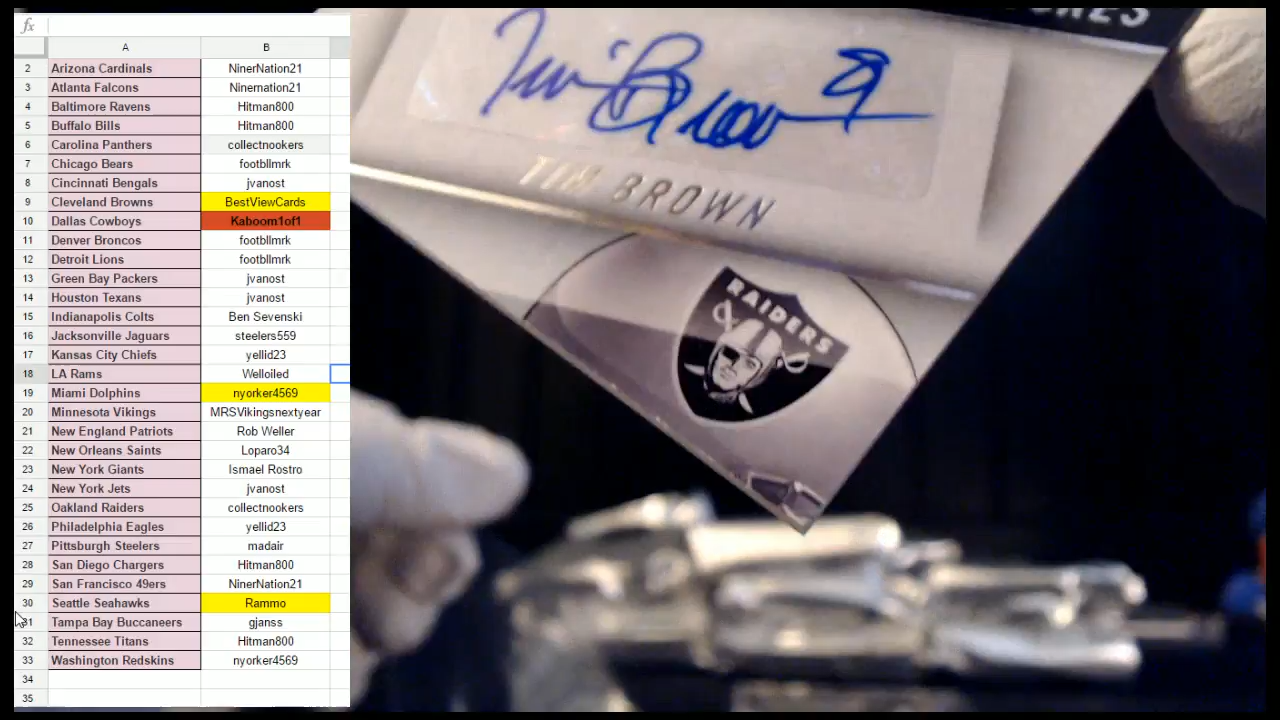 fx
A B
2 Arizona Cardinals NinerNation21
3 Atlanta Falcons Ninernation21
4 Baltimore Ravens Hitman800
5 Buffalo Bills Hitman800
6 Carolina Panthers collectnookers
7 Chicago Bears footbllmrk
8 Cincinnati Bengals jvanost
9 Cleveland Browns BestViewCards
10 Dallas Cowboys Kaboom1of1
11 Denver Broncos footbllmrk
12 Detroit Lions footbllmrk
13 Green Bay Packers jvanost
14 Houston Texans jvanost
15 Indianapolis Colts Ben Sevenski
16 Jacksonville Jaguars steelers559
17 Kansas City Chiefs yellid23
18 LA Rams Welloiled
19 Miami Dolphins nyorker4569
20 Minnesota Vikings MRSVikingsnextyear
21 New England Patriots Rob Weller
22 New Orleans Saints Loparo34
23 New York Giants Ismael Rostro
24 New York Jets jvanost
25 Oakland Raiders collectnookers
26 Philadelphia Eagles yellid23
27 Pittsburgh Steelers madair
28 San Diego Chargers Hitman800
29 San Francisco 49ers NinerNation21
30 Seattle Seahawks Rammo
31 Tampa Bay Buccaneers gjanss
32 Tennessee Titans Hitman800
33 Washington Redskins nyorker4569
34
35
Tim Brown
TIM BROWN
RAIDERS